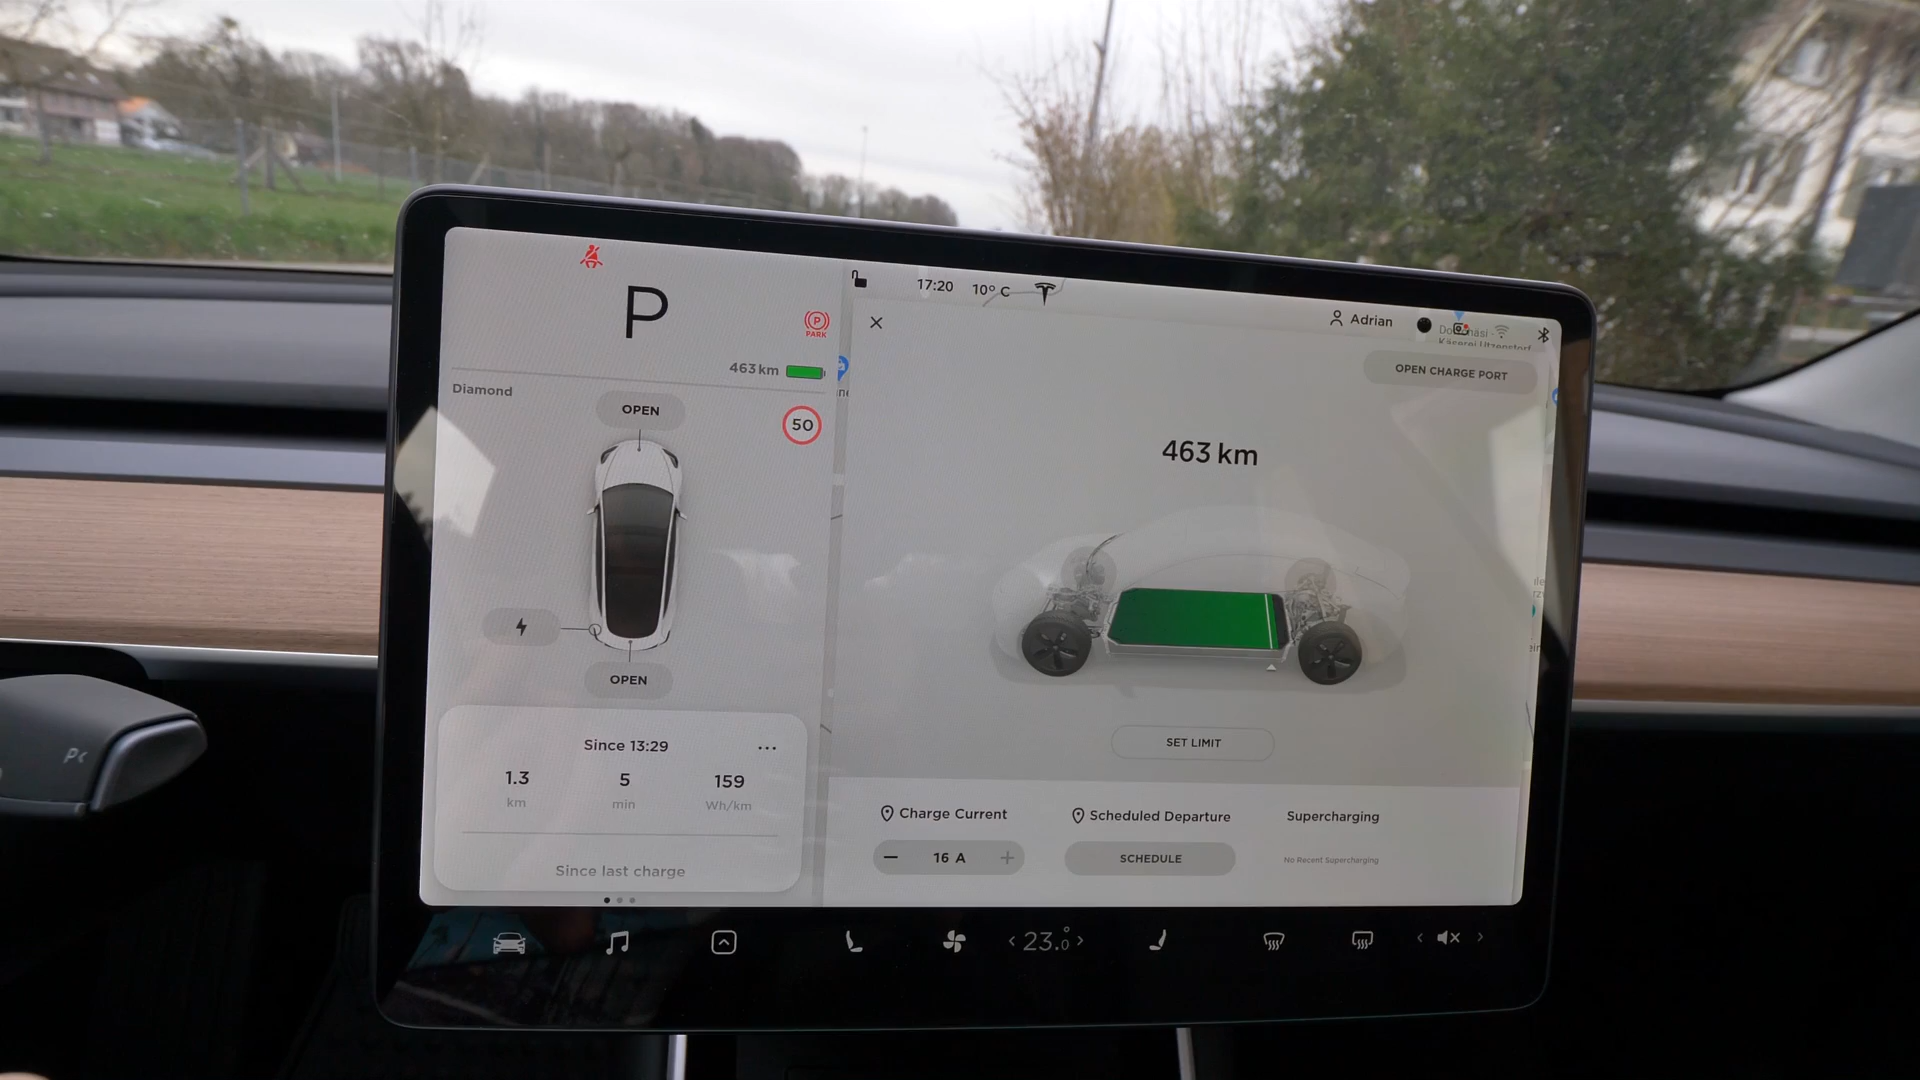 P
PARK
463 km
Diamond
OPEN
50
OPEN
Since 13:29
1.3
km
5
min
159
Wh/km
Since last charge
17:20
10° C
Adrian
Käserei Utzenstorf
OPEN CHARGE PORT
463 km
SET LIMIT
Charge Current
16 A
Scheduled Departure
SCHEDULE
Supercharging
No Recent Supercharging
23.0°
P